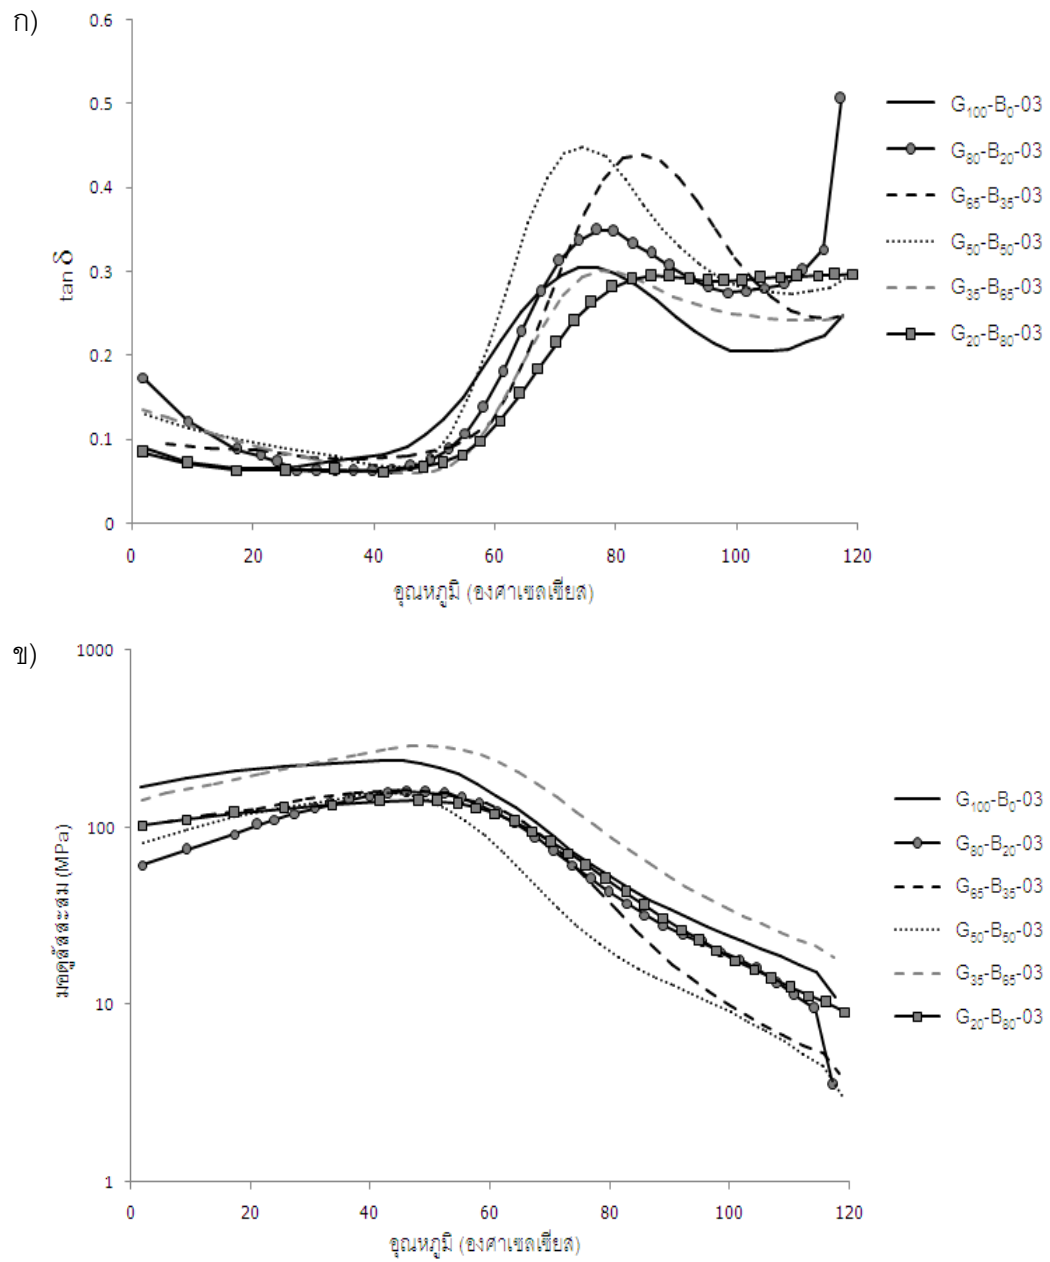 ก)
0.6
0.5
0.4
0.3
0.2
0.1
0
tan δ
0 20 40 60 80 100 120
อุณหภูมิ (องศาเซลเซียส)
G100-B0-03
G80-B20-03
G65-B35-03
G50-B50-03
G35-B65-03
G20-B80-03
ข)
1000
100
10
1
มอดูลัสสะสม (MPa)
0 20 40 60 80 100 120
อุณหภูมิ (องศาเซลเซียส)
G100-B0-03
G80-B20-03
G65-B35-03
G50-B50-03
G35-B65-03
G20-B80-03